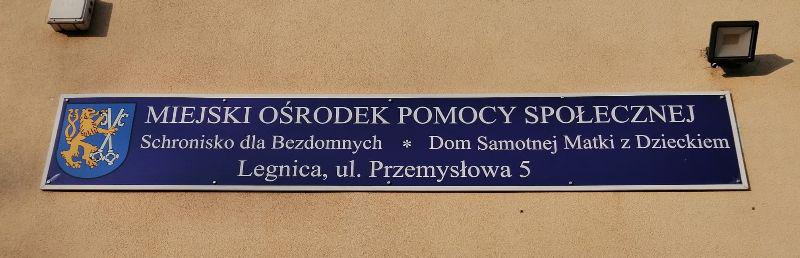 MIEJSKI OŚRODEK POMOCY SPOŁECZNEJ
Schronisko dla Bezdomnych * Dom Samotnej Matki z Dzieckiem
Legnica, ul. Przemysłowa 5